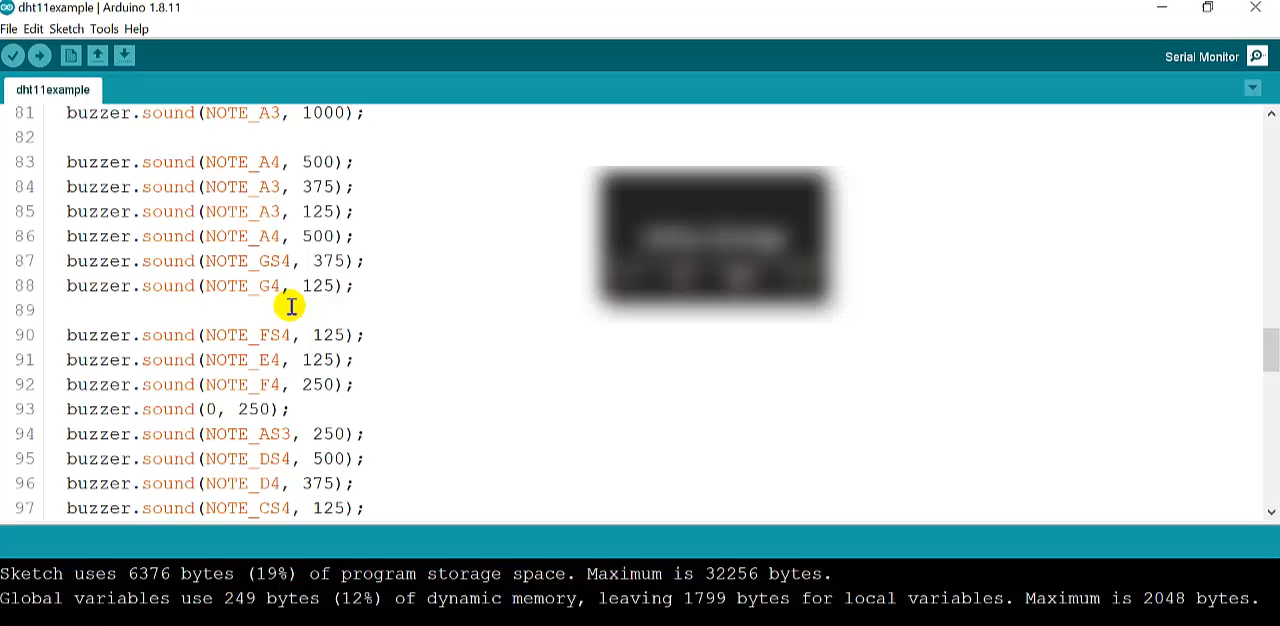 dht11example | Arduino 1.8.11
File Edit Sketch Tools Help
Serial Monitor
dht11example
81 buzzer.sound(NOTE_A3, 1000);
82
83 buzzer.sound(NOTE_A4, 500);
84 buzzer.sound(NOTE_A3, 375);
85 buzzer.sound(NOTE_A3, 125);
86 buzzer.sound(NOTE_A4, 500);
87 buzzer.sound(NOTE_GS4, 375);
88 buzzer.sound(NOTE_G4, 125);
89
90 buzzer.sound(NOTE_FS4, 125);
91 buzzer.sound(NOTE_E4, 125);
92 buzzer.sound(NOTE_F4, 250);
93 buzzer.sound(0, 250);
94 buzzer.sound(NOTE_AS3, 250);
95 buzzer.sound(NOTE_DS4, 500);
96 buzzer.sound(NOTE_D4, 375);
97 buzzer.sound(NOTE_CS4, 125);
Sketch uses 6376 bytes (19%) of program storage space. Maximum is 32256 bytes.
Global variables use 249 bytes (12%) of dynamic memory, leaving 1799 bytes for local variables. Maximum is 2048 bytes.